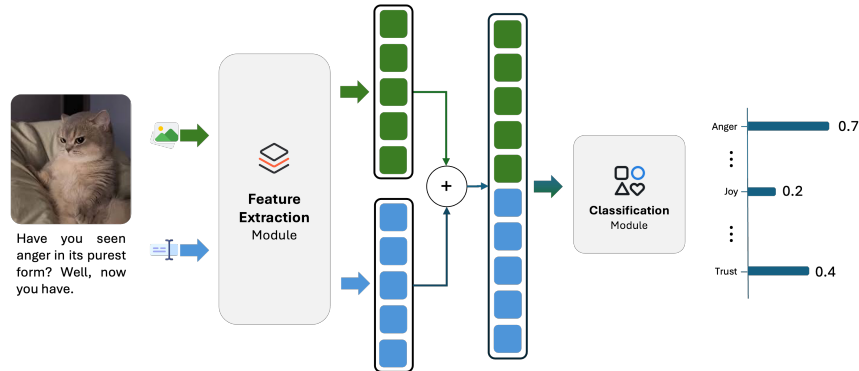 Have you seen
anger in its purest
form? Well, now
you have.
Feature
Extraction
Module
+
Classification
Module
Anger
0.7
Joy
0.2
Trust
0.4